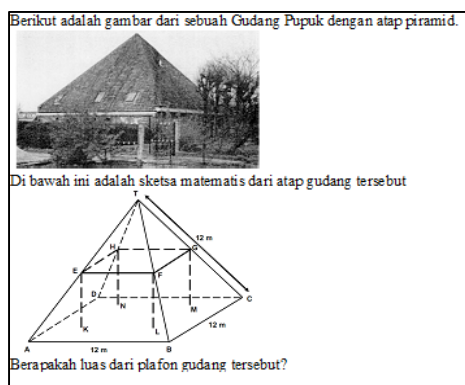 Berikut adalah gambar dari sebuah Gudang Pupuk dengan atap piramid.
Di bawah ini adalah sketsa matematis dari atap gudang tersebut
T
12 m
H
G
E
F
D
N
M
C
K
L
12 m
A
12 m
B
Berapakah luas dari plafon gudang tersebut?